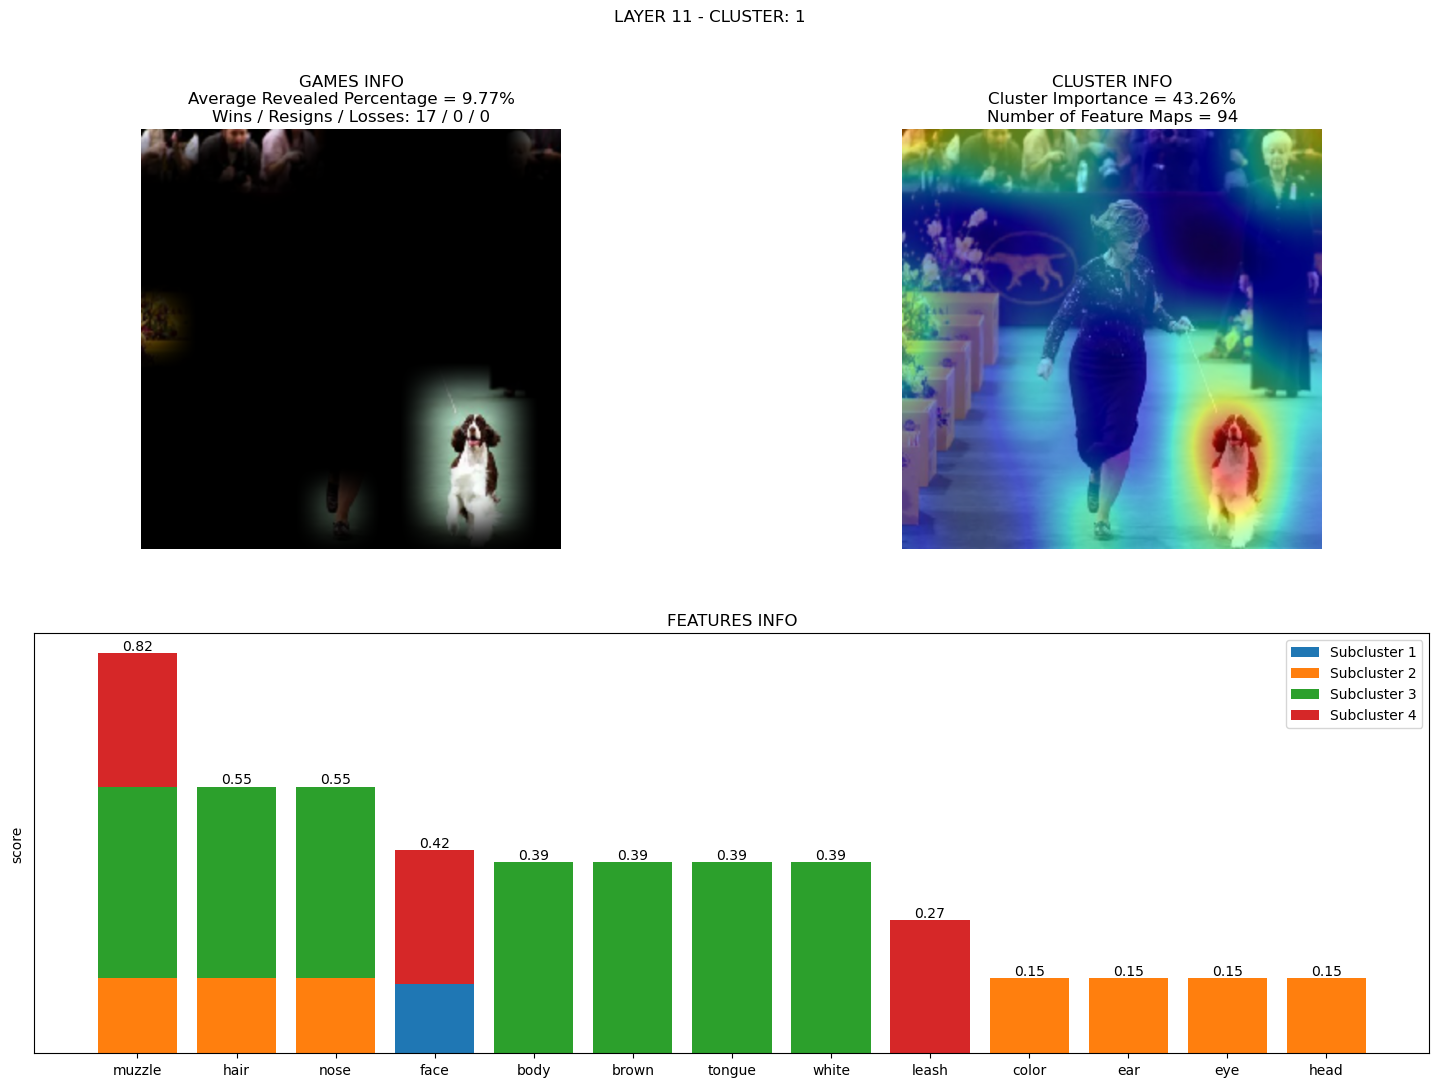 LAYER 11 - CLUSTER: 1
GAMES INFO
Average Revealed Percentage = 9.77%
Wins / Resigns / Losses: 17 / 0 / 0
CLUSTER INFO
Cluster Importance = 43.26%
Number of Feature Maps = 94
FEATURES INFO
score
0.82
0.55
0.55
0.42
0.39
0.39
0.39
0.39
0.27
0.15
0.15
0.15
0.15
Subcluster 1
Subcluster 2
Subcluster 3
Subcluster 4
muzzle
hair
nose
face
body
brown
tongue
white
leash
color
ear
eye
head